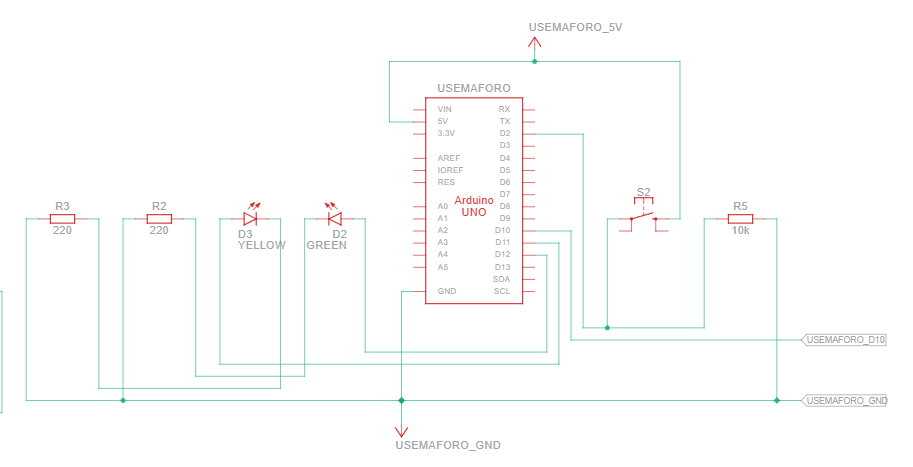 USEMAFORO_5V
USEMAFORO
VIN
5V
3.3V
AREF
IOREF
RES
A0
A1
A2
A3
A4
A5
GND
Arduino
UNO
RX
TX
D2
D3
D4
D5
D6
D7
D8
D9
D10
D11
D12
D13
SDA
SCL
R3
220
R2
220
D3
YELLOW
D2
GREEN
S2
R5
10k
USEMAFORO_D10
USEMAFORO_GND
USEMAFORO_GND